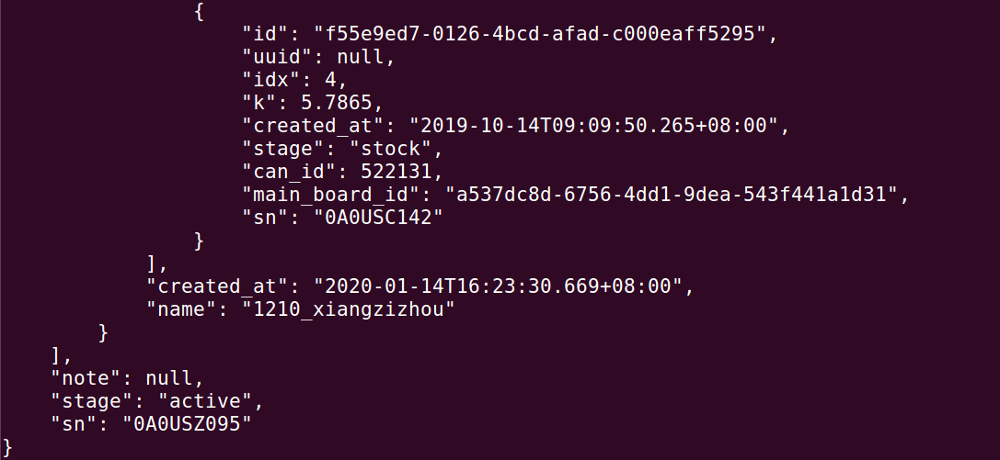 {
"id": "f55e9ed7-0126-4bcd-afad-c000eaff5295",
"uuid": null,
"idx": 4,
"k": 5.7865,
"created_at": "2019-10-14T09:09:50.265+08:00",
"stage": "stock",
"can_id": 522131,
"main_board_id": "a537dc8d-6756-4dd1-9dea-543f441a1d31",
"sn": "0A0USC142"
}
],
"created_at": "2020-01-14T16:23:30.669+08:00",
"name": "1210_xiangzizhou"
}
],
"note": null,
"stage": "active",
"sn": "0A0USZ095"
}